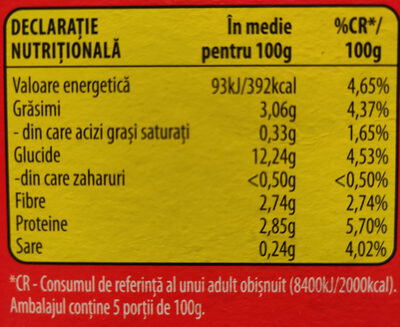 DECLARAȚIE NUTRIȚIONALĂ În medie pentru 100g %CR*/ 100g
Valoare energetică 93kJ/392kcal 4,65%
Grăsimi 3,06g 4,37%
- din care acizi grași saturați 0,33g 1,65%
Glucide 12,24g 4,53%
-din care zaharuri <0,50g <0,50%
Fibre 2,74g 2,74%
Proteine 2,85g 5,70%
Sare 0,24g 4,02%
*CR - Consumul de referință al unui adult obișnuit (8400kJ/2000kcal).
Ambalajul conține 5 porții de 100g.